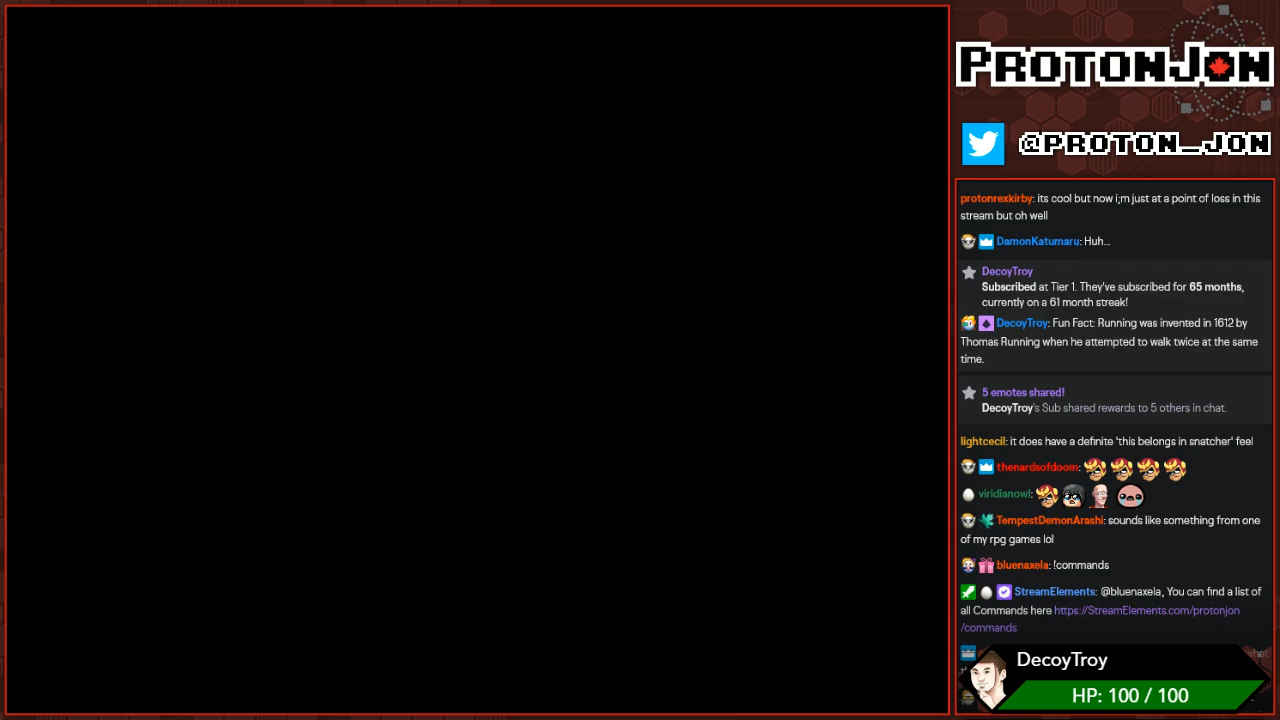 PROTONJON
@PROTON_JON
protonrexkirby: its cool but now i;m just at a point of loss in this
stream but oh well
DamonKatumaru: Huh...
DecoyTroy
Subscribed at Tier 1. They've subscribed for 65 months,
currently on a 61 month streak!
DecoyTroy: Fun Fact: Running was invented in 1612 by
Thomas Running when he attempted to walk twice at the same
time.
5 emotes shared!
DecoyTroy's Sub shared rewards to 5 others in chat.
lightcecil: it does have a definite 'this belongs in snatcher' feel
thenardsofdoom:
viridianowl:
TempestDemonArashi: sounds like something from one
of my rpg games lol
bluenaxela: !commands
StreamElements: @bluenaxela, You can find a list of
all Commands here https://StreamElements.com/protonjon
/commands
DecoyTroy
HP: 100 / 100